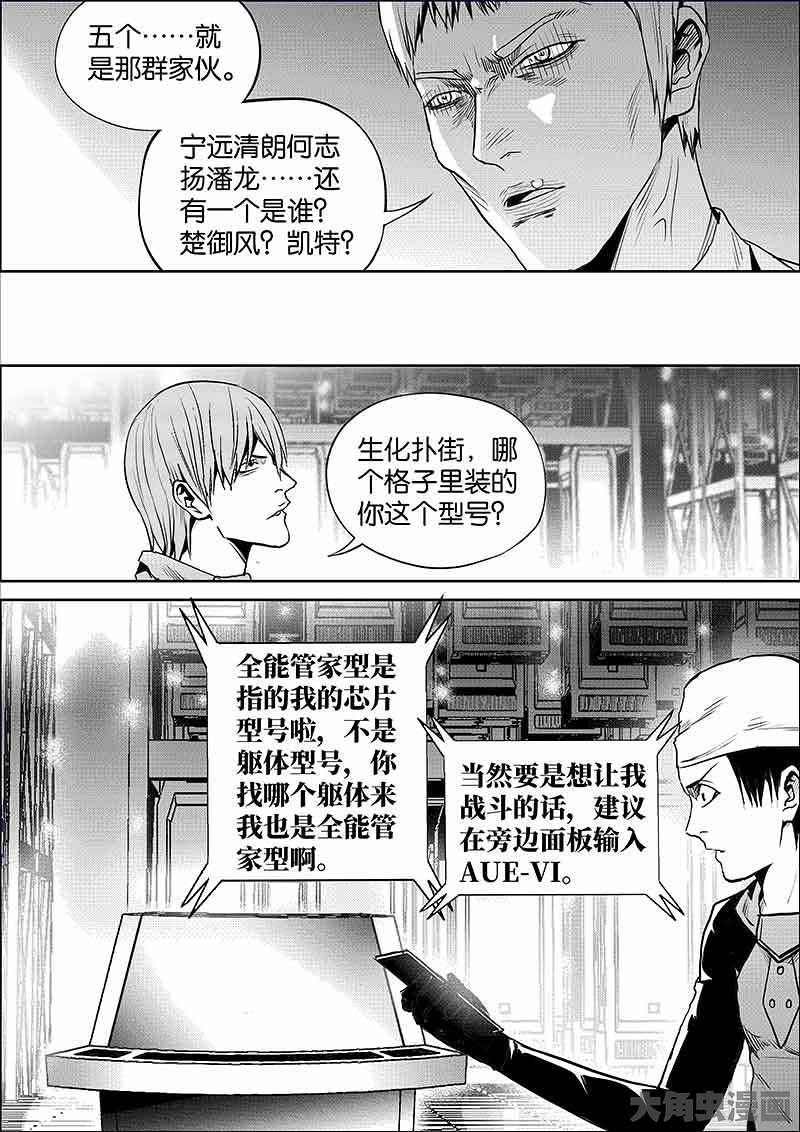 五个……就
是那群家伙。
宁远清朗何志
扬潘龙……还
有一个是谁？
楚御风？凯特？
生化扑街，哪
个格子里装的
你这个型号？
全能管家型是
指的我的芯片
型号啦，不是
躯体型号，你
找哪个躯体来
我也是全能管
家型啊。
当然要是想让我
战斗的话，建议
在旁边面板输入
AUE-VI。
大角虫漫画